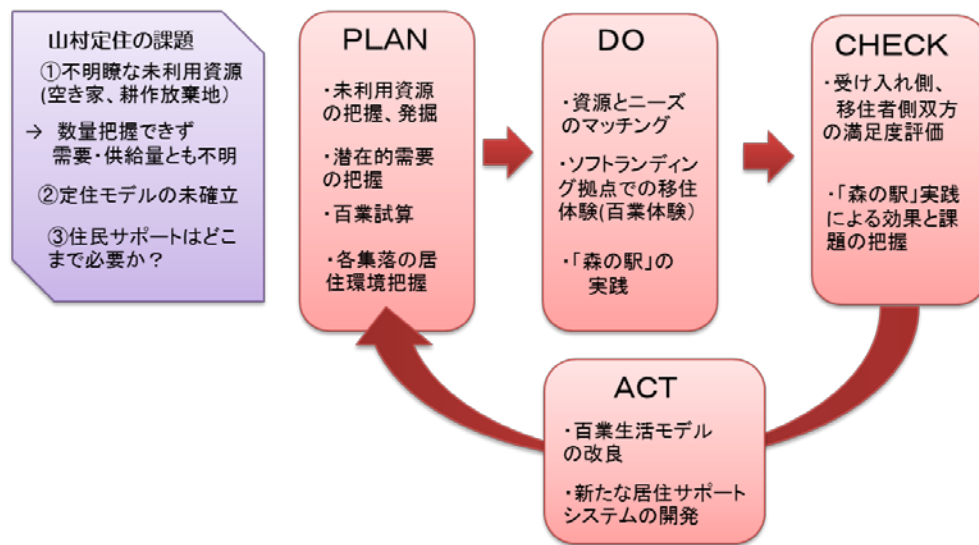 山村定住の課題
①不明瞭な未利用資源
(空き家、耕作放棄地)
→ 数量把握できず
需要・供給量とも不明
②定住モデルの未確立
③住民サポートはどこ
まで必要か？
PLAN
・未利用資源
の把握、発掘
・潜在的需要
の把握
・百業試算
・各集落の居
住環境把握
DO
・資源とニーズ
のマッチング
・ソフトランディ
ング拠点での移住
体験(百業体験)
・「森の駅」の
実践
CHECK
・受け入れ側、
移住者側双方
の満足度評価
・「森の駅」実践
による効果と課
題の把握
ACT
・百業生活モデル
の改良
・新たな居住サポート
システムの開発